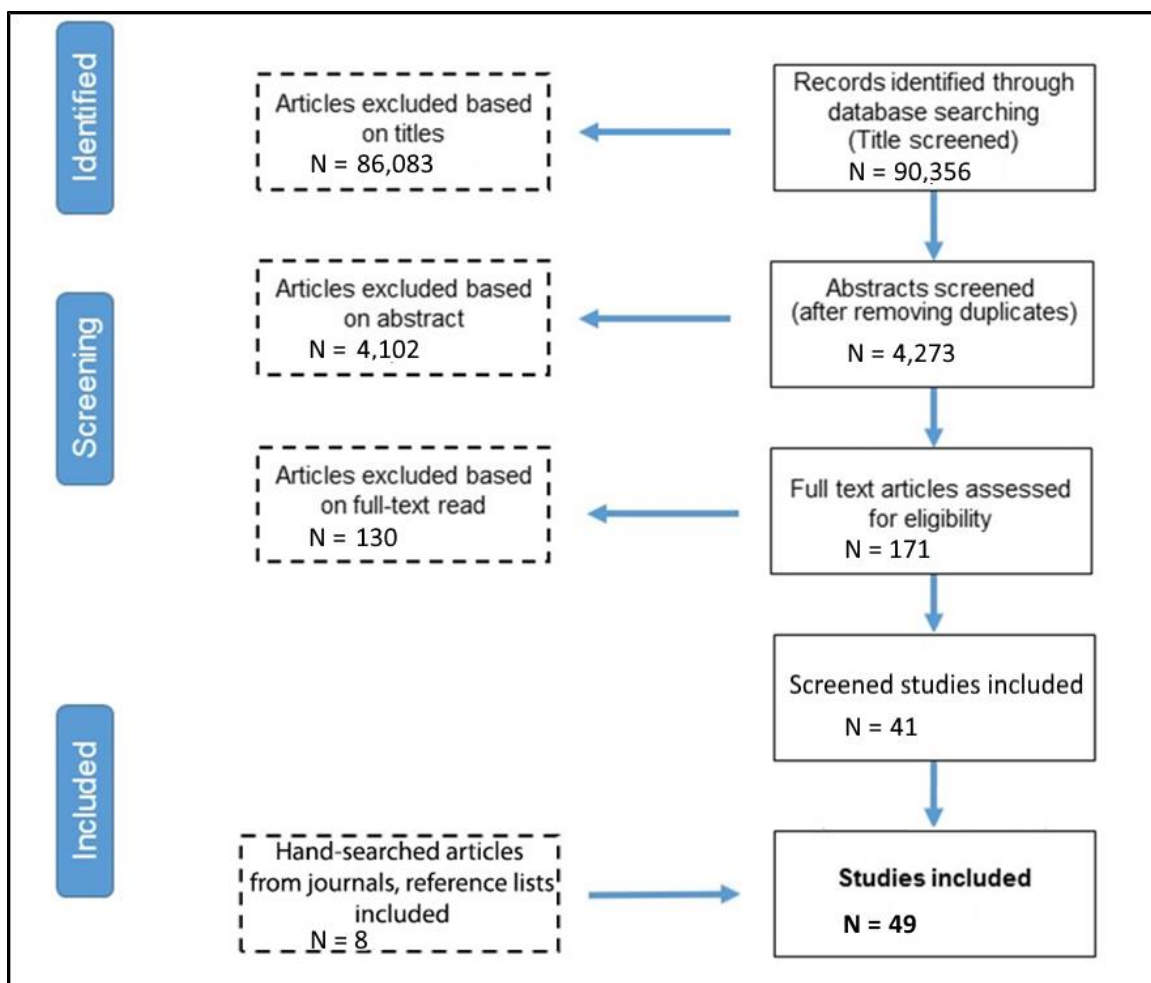 Identified
Articles excluded based
on titles
N = 86,083
Records identified through
database searching
(Title screened)
N = 90,356
Screening
Articles excluded based
on abstract
N = 4,102
Abstracts screened
(after removing duplicates)
N = 4,273
Articles excluded based
on full-text read
N = 130
Full text articles assessed
for eligibility
N = 171
Screened studies included
N = 41
Included
Hand-searched articles
from journals, reference lists
included
N = 8
Studies included
N = 49